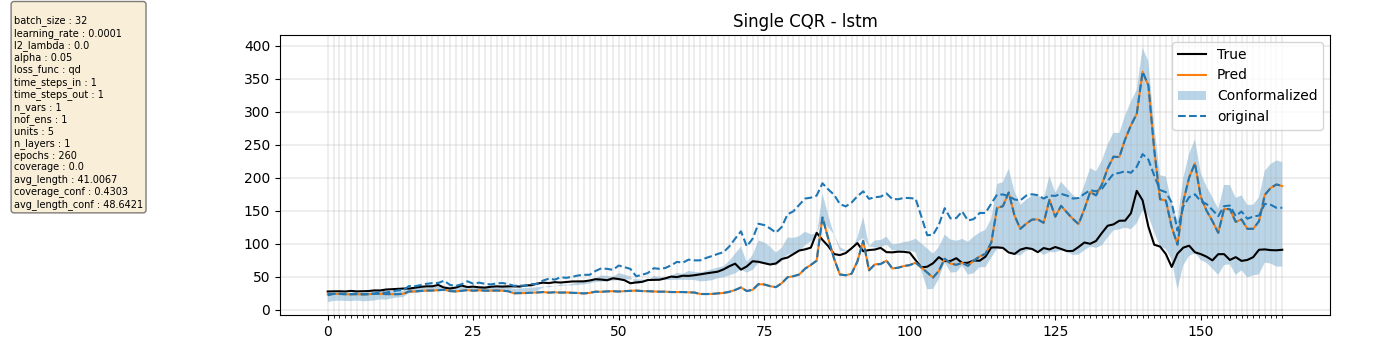 batch_size : 32
learning_rate : 0.0001
l2_lambda : 0.0
alpha : 0.05
loss_func : qd
time_steps_in : 1
time_steps_out : 1
n_vars : 1
nof_ens : 1
units : 5
n_layers : 1
epochs : 260
coverage : 0.0
avg_length : 41.0067
coverage_conf : 0.4303
avg_length_conf : 48.6421
Single CQR - lstm
400
350
300
250
200
150
100
50
0
True
Pred
Conformalized
original
0 25 50 75 100 125 150